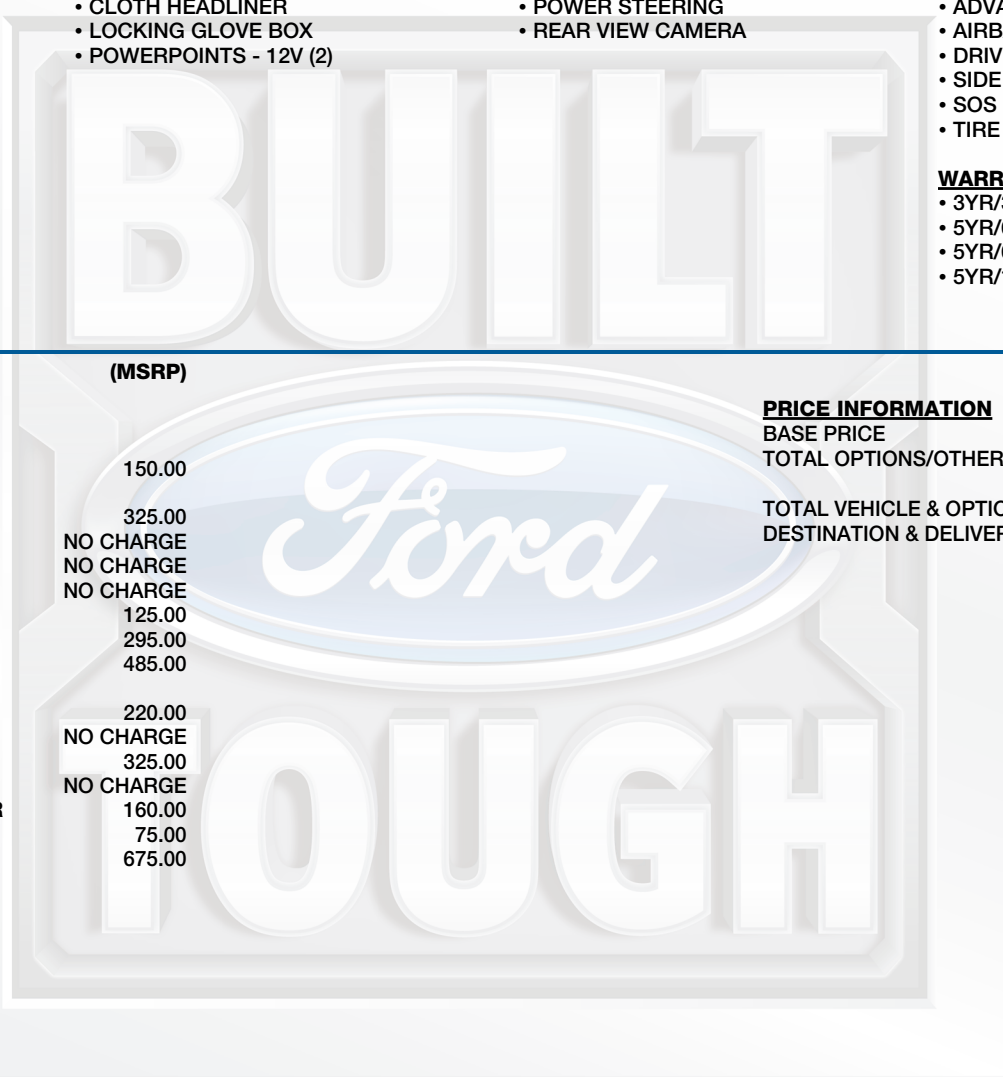 • CLOTH HEADLINER
• LOCKING GLOVE BOX
• POWERPOINTS - 12V (2)
• POWER STEERING
• REAR VIEW CAMERA
• ADVA
• AIRB
• DRIV
• SIDE
• SOS
• TIRE
WARR
• 3YR/
• 5YR/
• 5YR/
• 5YR/
BUILT
Ford
TOUGH
(MSRP)
150.00
325.00
NO CHARGE
NO CHARGE
NO CHARGE
125.00
295.00
485.00
220.00
NO CHARGE
325.00
NO CHARGE
R 160.00
75.00
675.00
PRICE INFORMATION
BASE PRICE
TOTAL OPTIONS/OTHER
TOTAL VEHICLE & OPTIO
DESTINATION & DELIVER